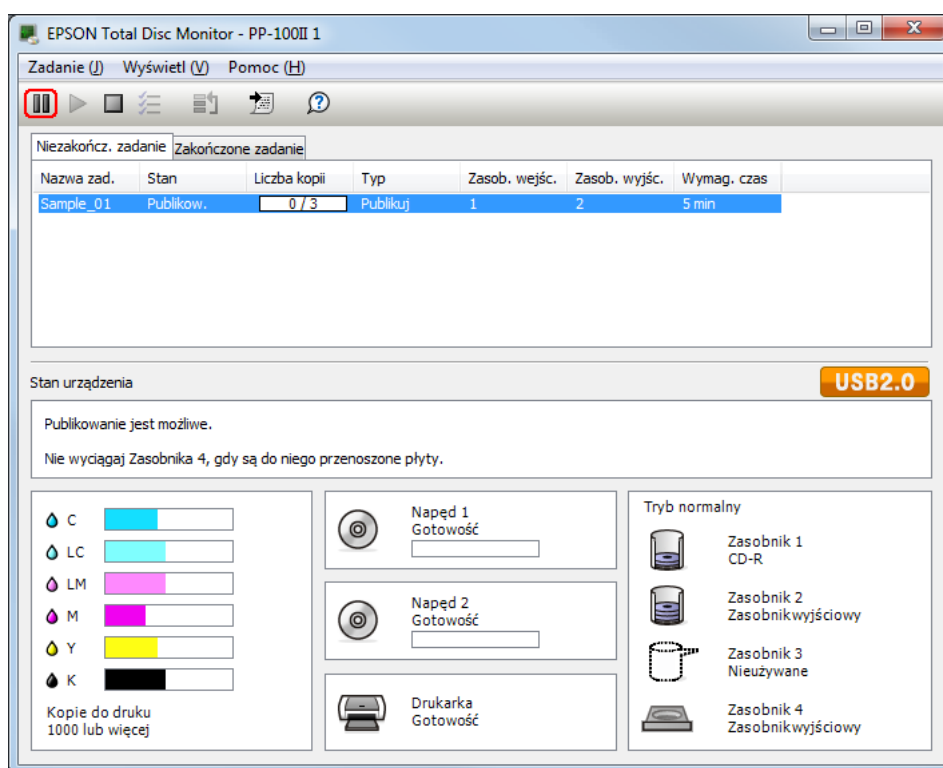 EPSON Total Disc Monitor - PP-100II 1
Zadanie (J) Wyświetl (V) Pomoc (H)
Niezakończ. zadanie Zakończone zadanie
Nazwa zad. Stan Liczba kopii Typ Zasob. wejśc. Zasob. wyjśc. Wymag. czas
Sample_01 Publikow. 0 / 3 Publikuj 1 2 5 min
Stan urządzenia USB2.0
Publikowanie jest możliwe.
Nie wyciągaj Zasobnika 4, gdy są do niego przenoszone płyty.
C
LC
LM
M
Y
K
Kopie do druku
1000 lub więcej
Napęd 1
Gotowość
Napęd 2
Gotowość
Drukarka
Gotowość
Tryb normalny
Zasobnik 1
CD-R
Zasobnik 2
Zasobnikwyjściowy
Zasobnik 3
Nieużywane
Zasobnik 4
Zasobnikwyjściowy